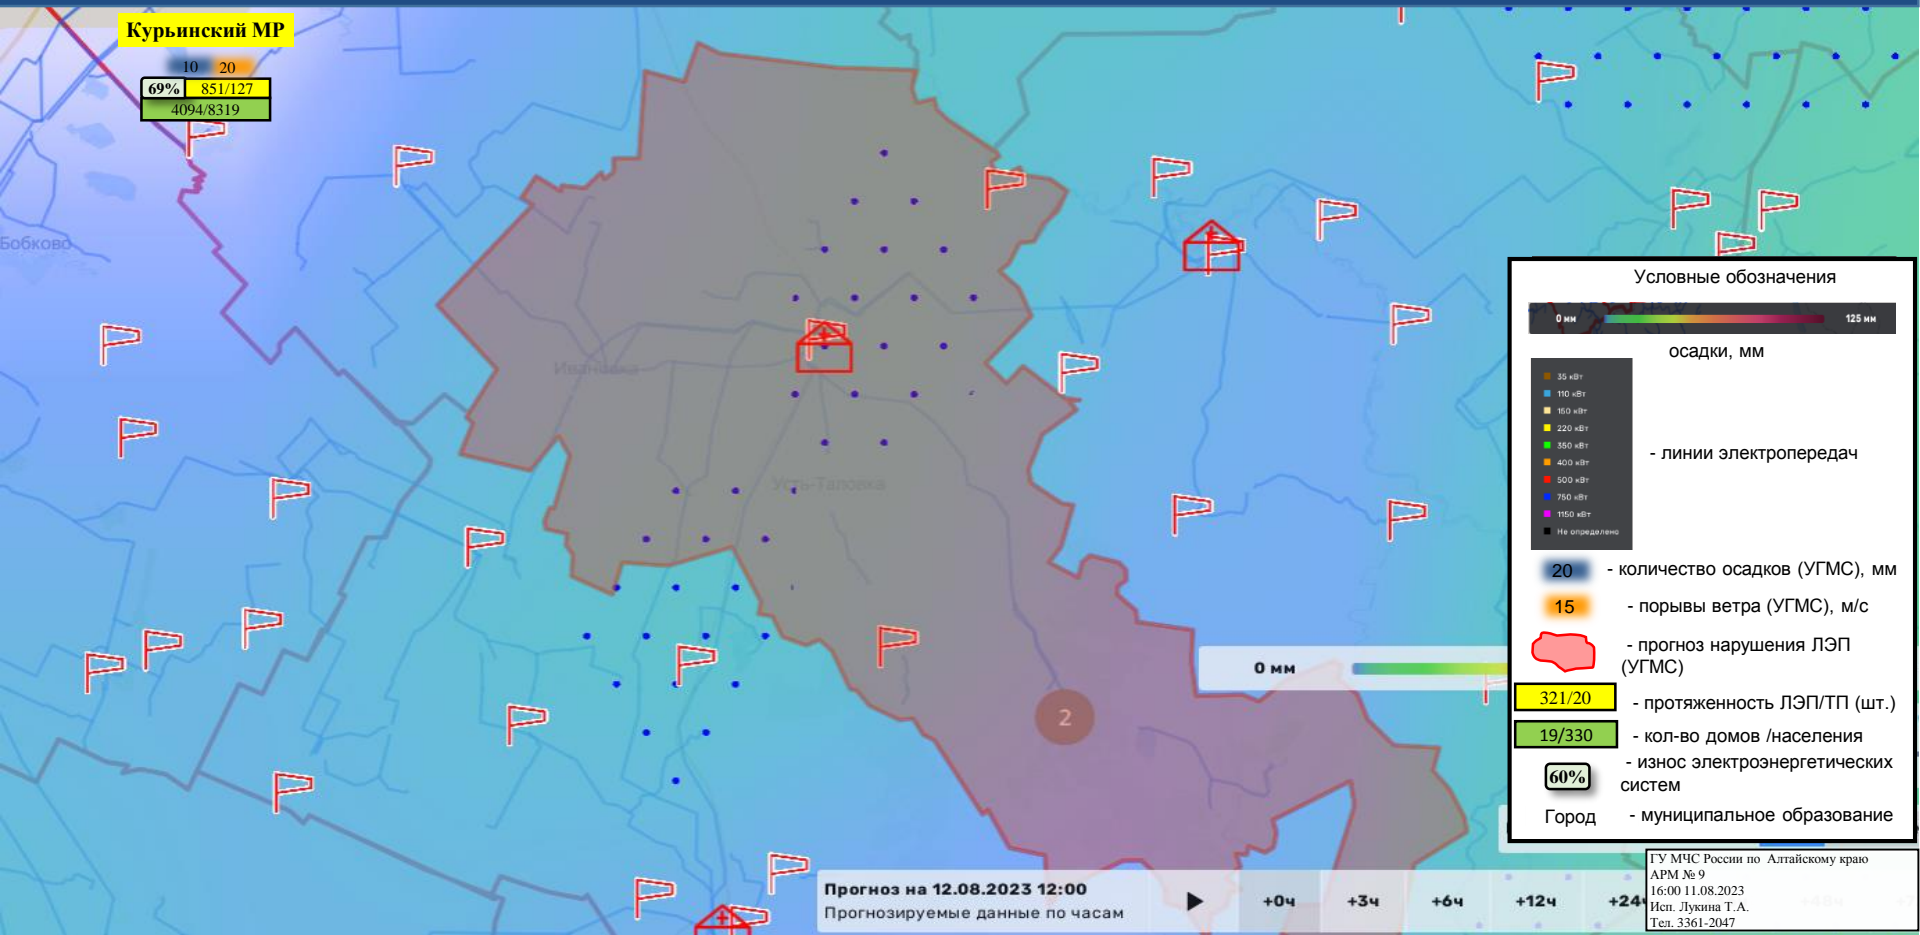 Курьинский МР
10 20
69% 851/127
4094/8319
Бобково
Ивановка
Усть-Таловка
2
0 мм
Условные обозначения
0 мм 125 мм
осадки, мм
35 кВт
110 кВт
150 кВт
220 кВт
350 кВт
400 кВт
500 кВт
750 кВт
1150 кВт
Не определено
- линии электропередач
20 - количество осадков (УГМС), мм
15 - порывы ветра (УГМС), м/с
- прогноз нарушения ЛЭП
(УГМС)
321/20 - протяженность ЛЭП/ТП (шт.)
19/330 - кол-во домов /населения
60% - износ электроэнергетических
систем
Город - муниципальное образование
Прогноз на 12.08.2023 12:00
Прогнозируемые данные по часам
+0ч +3ч +6ч +12ч +24ч
ГУ МЧС России по Алтайскому краю
АРМ № 9
16:00 11.08.2023
Исп. Лукина Т.А.
Тел. 3361-2047